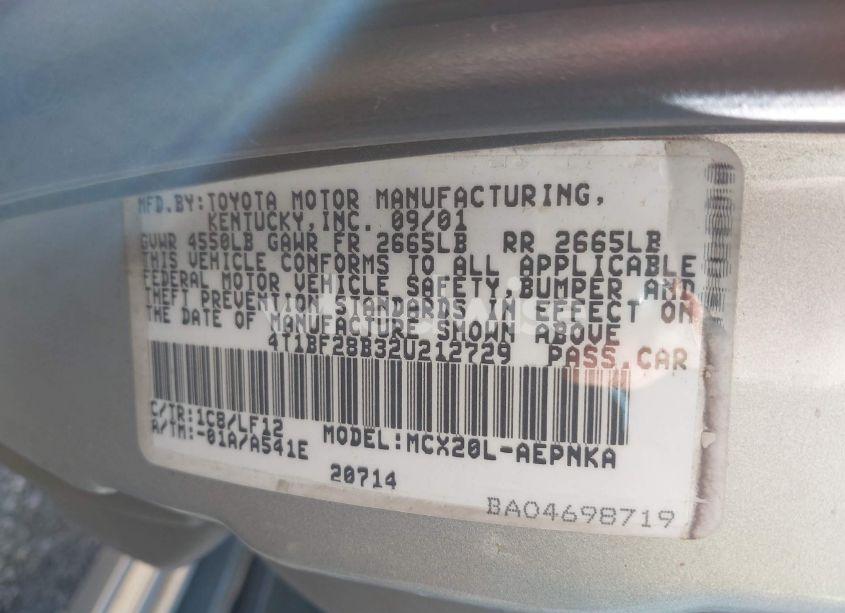 MFD.BY:TOYOTA MOTOR MANUFACTURING,
KENTUCKY,INC. 09/01
GVWR 4550LB GAWR FR 2665LB RR 2665LB
THIS VEHICLE CONFORMS TO ALL APPLICABLE
FEDERAL MOTOR VEHICLE SAFETY,BUMPER AND
THEFT PREVENTION STANDARDS IN EFFECT ON
THE DATE OF MANUFACTURE SHOWN ABOVE
4T1BF28B32U212729 PASS.CAR
C/TR:1C8/LF12
A/TM:-01A/A541E MODEL:MCX20L-AEPNKA
20714
BA04698719